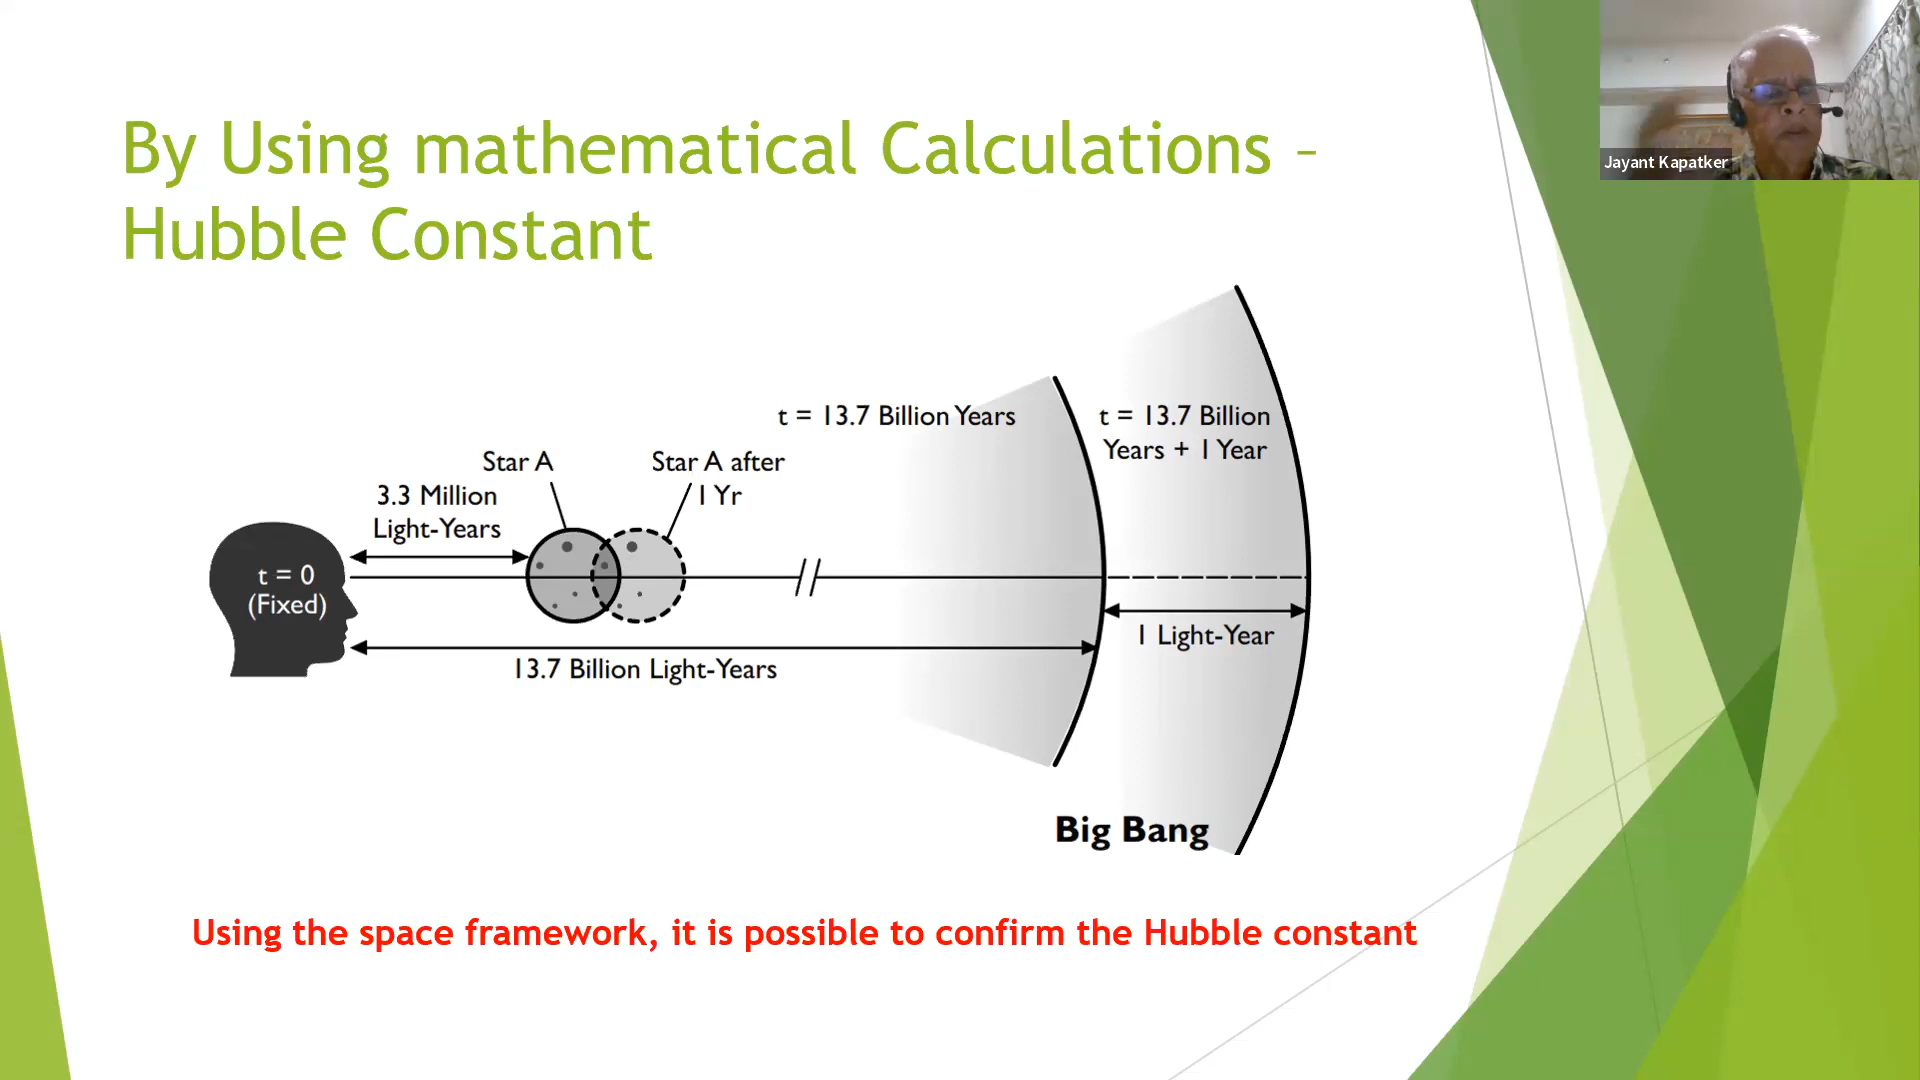 By Using mathematical Calculations –
Hubble Constant
Jayant Kapatker
t = 13.7 Billion Years
t = 13.7 Billion
Years + 1 Year
Star A
Star A after
1 Yr
3.3 Million
Light-Years
t = 0
(Fixed)
1 Light-Year
13.7 Billion Light-Years
Big Bang
Using the space framework, it is possible to confirm the Hubble constant